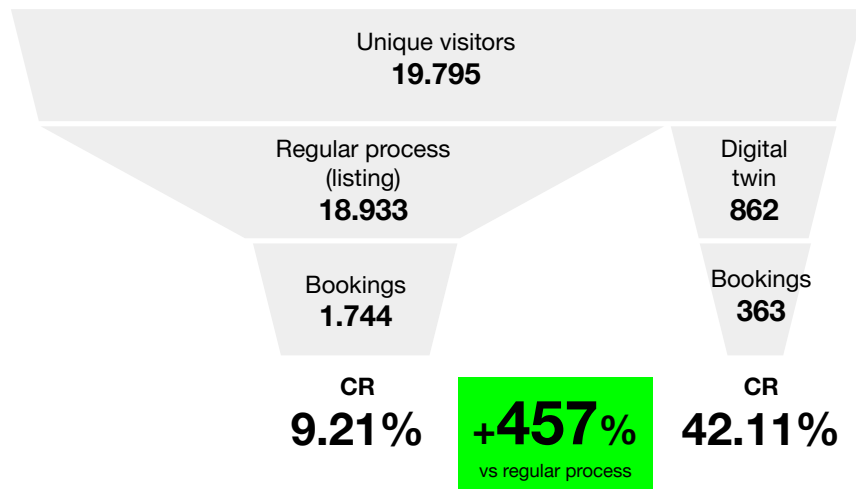 Unique visitors
19.795
Regular process
(listing)
18.933
Digital
twin
862
Bookings
1.744
Bookings
363
CR
9.21%
+457%
vs regular process
CR
42.11%